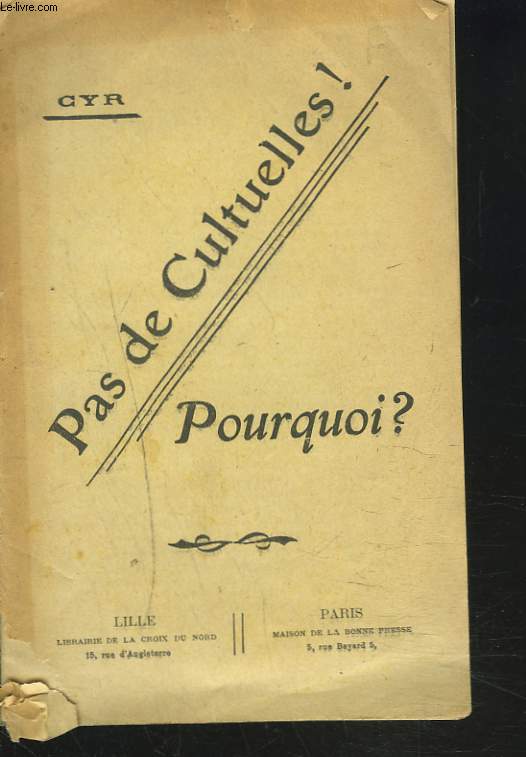 Le-livre.com
CYR
Pas de Cultuelles!
Pourquoi?
LILLE
LIBRAIRIE DE LA CROIX DU NORD
15, rue d'Angleterre
PARIS
MAISON DE LA BONNE PRESSE
5, rue Bayard 5,